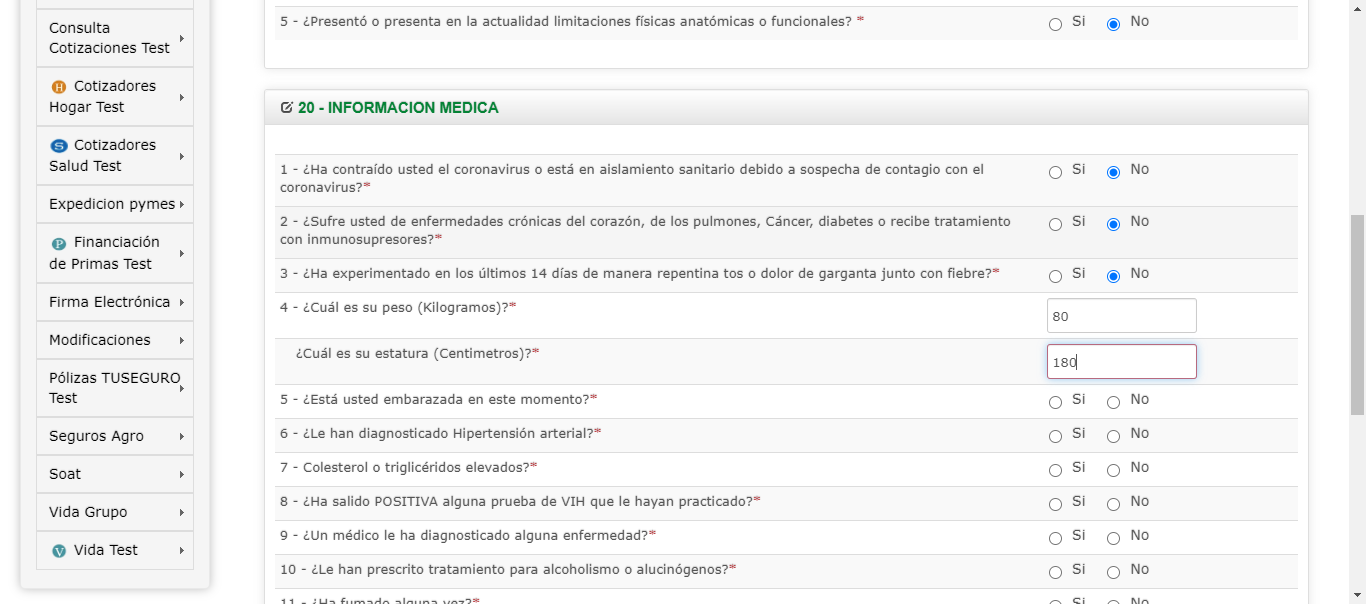 Consulta
Cotizaciones Test
H Cotizadores
Hogar Test
S Cotizadores
Salud Test
Expedicion pymes
P Financiación
de Primas Test
Firma Electrónica
Modificaciones
Pólizas TUSEGURO
Test
Seguros Agro
Soat
Vida Grupo
V Vida Test
5 - ¿Presentó o presenta en la actualidad limitaciones físicas anatómicas o funcionales? * Si No
20 - INFORMACION MEDICA
1 - ¿Ha contraído usted el coronavirus o está en aislamiento sanitario debido a sospecha de contagio con el Si No
coronavirus?*
2 - ¿Sufre usted de enfermedades crónicas del corazón, de los pulmones, Cáncer, diabetes o recibe tratamiento Si No
con inmunosupresores?*
3 - ¿Ha experimentado en los últimos 14 días de manera repentina tos o dolor de garganta junto con fiebre?* Si No
4 - ¿Cuál es su peso (Kilogramos)?* 80
¿Cuál es su estatura (Centimetros)?* 180
5 - ¿Está usted embarazada en este momento?* Si No
6 - ¿Le han diagnosticado Hipertensión arterial?* Si No
7 - Colesterol o triglicéridos elevados?* Si No
8 - ¿Ha salido POSITIVA alguna prueba de VIH que le hayan practicado?* Si No
9 - ¿Un médico le ha diagnosticado alguna enfermedad?* Si No
10 - ¿Le han prescrito tratamiento para alcoholismo o alucinógenos?* Si No
11 - ¿Ha fumado alguna vez?* Si No